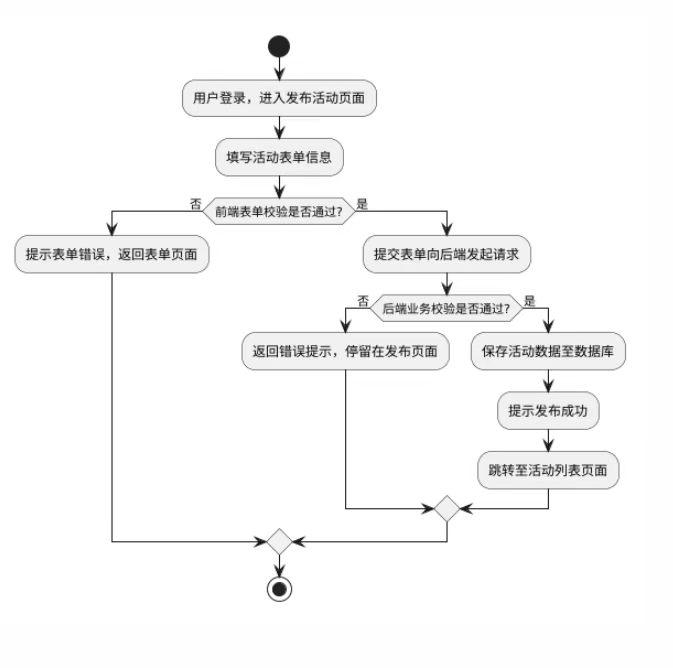 用户登录，进入发布活动页面
填写活动表单信息
否
前端表单校验是否通过?
是
提示表单错误，返回表单页面
提交表单向后端发起请求
否
后端业务校验是否通过?
是
返回错误提示，停留在发布页面
保存活动数据至数据库
提示发布成功
跳转至活动列表页面